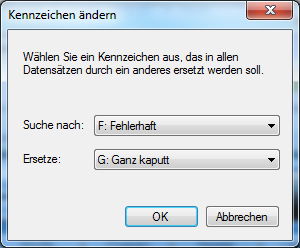 Kennzeichen ändern
Wählen Sie ein Kennzeichen aus, das in allen
Datensätzen durch ein anderes ersetzt werden soll.
Suche nach: F: Fehlerhaft
Ersetze: G: Ganz kaputt
OK Abbrechen